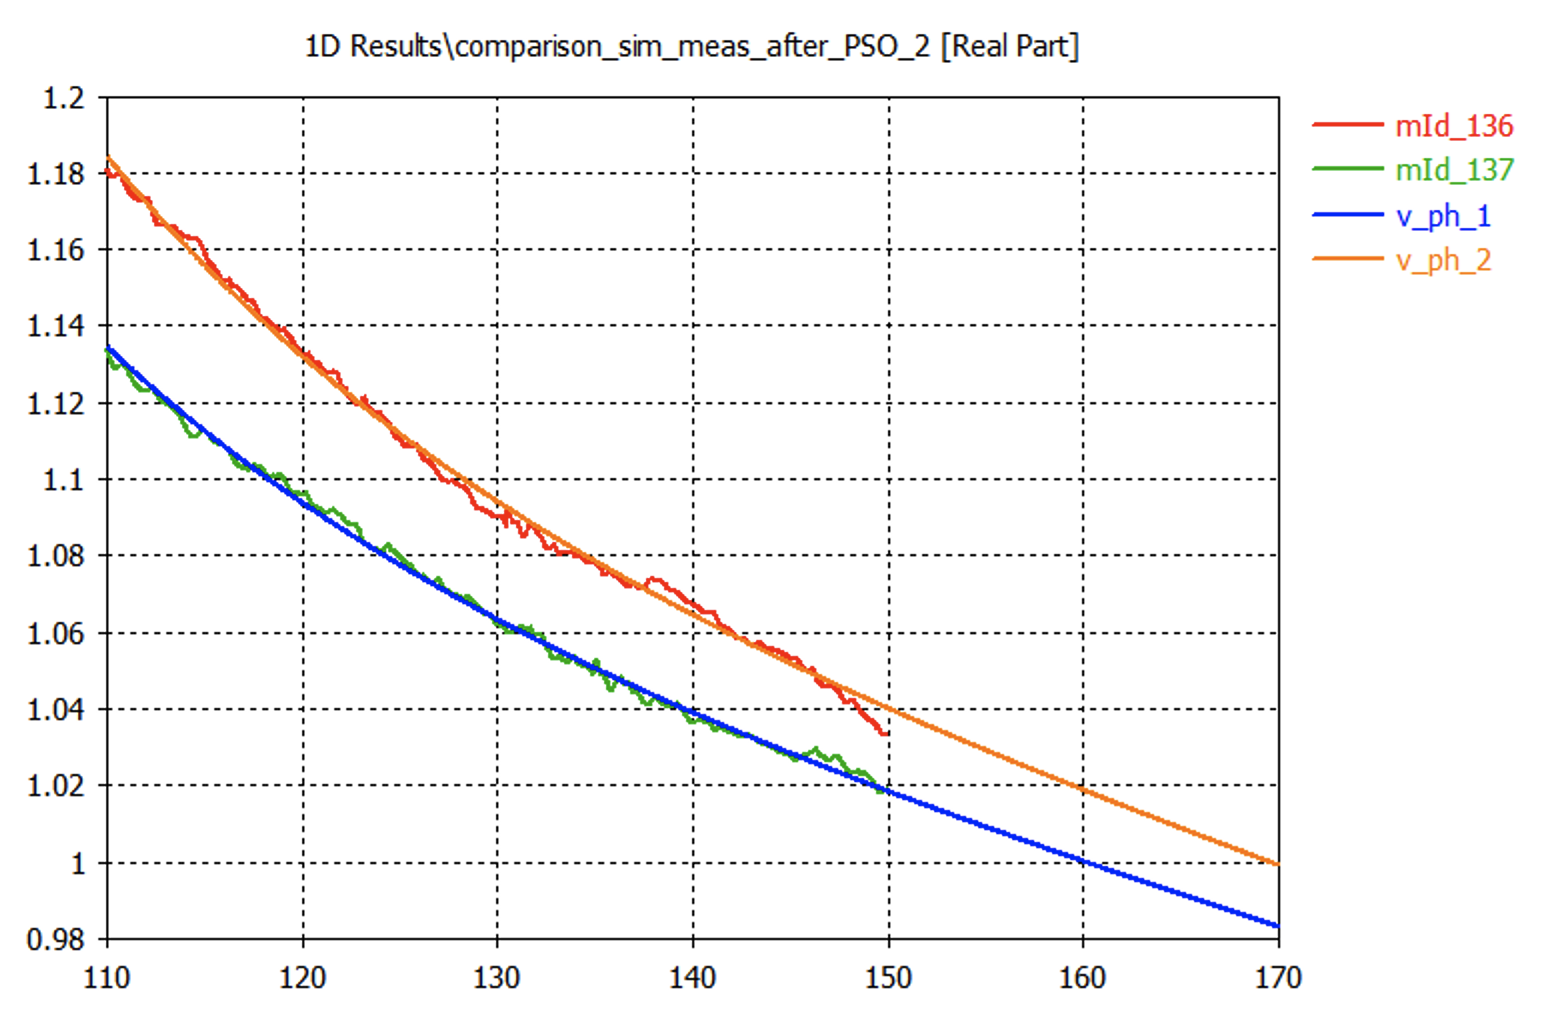 1D Results\comparison_sim_meas_after_PSO_2 [Real Part]
1.2
1.18
1.16
1.14
1.12
1.1
1.08
1.06
1.04
1.02
1
0.98
110 120 130 140 150 160 170
mId_136
mId_137
v_ph_1
v_ph_2